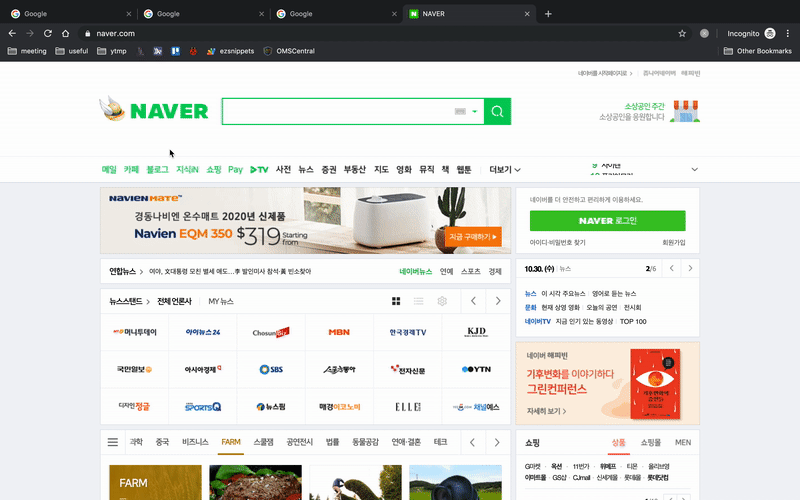 Google
Google
Google
NAVER
naver.com
Incognito
meeting
useful
ytmp
ezsnippets
OMSCentral
Other Bookmarks
네이버를 시작페이지로 >
쥬니어네이버
해피빈
NAVER
소상공인 주간
소상공인을 응원합니다
메일 카페 블로그 지식iN 쇼핑 Pay TV 사전 뉴스 증권 부동산 지도 영화 뮤직 책 웹툰 더보기
NAVIEN MATE
경동나비엔 온수매트 2020년 신제품
Navien EQM 350 $319 Starting from
지금 구매하기
네이버를 더 안전하고 편리하게 이용하세요.
NAVER 로그인
아이디·비밀번호 찾기 회원가입
연합뉴스 > 여야, 文대통령 모친 별세 애도…李 발인미사 참석·黃 빈소찾아
네이버뉴스 연예 스포츠 경제
10.30. (수) 뉴스 2/6
뉴스스탠드 > 전체 언론사 MY 뉴스
뉴스 이 시각 주요뉴스 영어로 듣는 뉴스
문화 현재 상영 영화 오늘의 공연 전시회
네이버TV 지금 인기 있는 동영상 TOP 100
머니투데이 아이뉴스24 ChosunBiz MBN 한국경제TV KJD
국민일보 아시아경제 SBS 스포츠동아 전자신문 YTN
디자인정글 SPORTSQ 뉴스핌 매경이코노미 ELLE 채널예스
네이버 해피빈
기후변화를 이야기하다
그린컨퍼런스
자세히 보기 >
과학 중국 비즈니스 FARM 스쿨잼 공연전시 법률 동물공감 연애·결혼 테크
FARM
쇼핑 상품 쇼핑몰 MEN
G마켓 옥션 11번가 위메프 티몬 올리브영
이마트몰 GS샵 CJmall 신세계몰 롯데몰 롯데닷컴